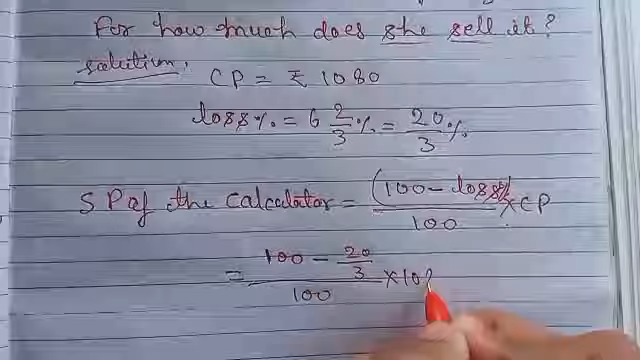 For how much does she sell it?
solution.
CP = ₹ 1080
loss% = 6 2/3 % = 20/3 %
SP of the calculator = (100 - loss%)/100 × CP
= 100 - 20/3 / 100 × 108